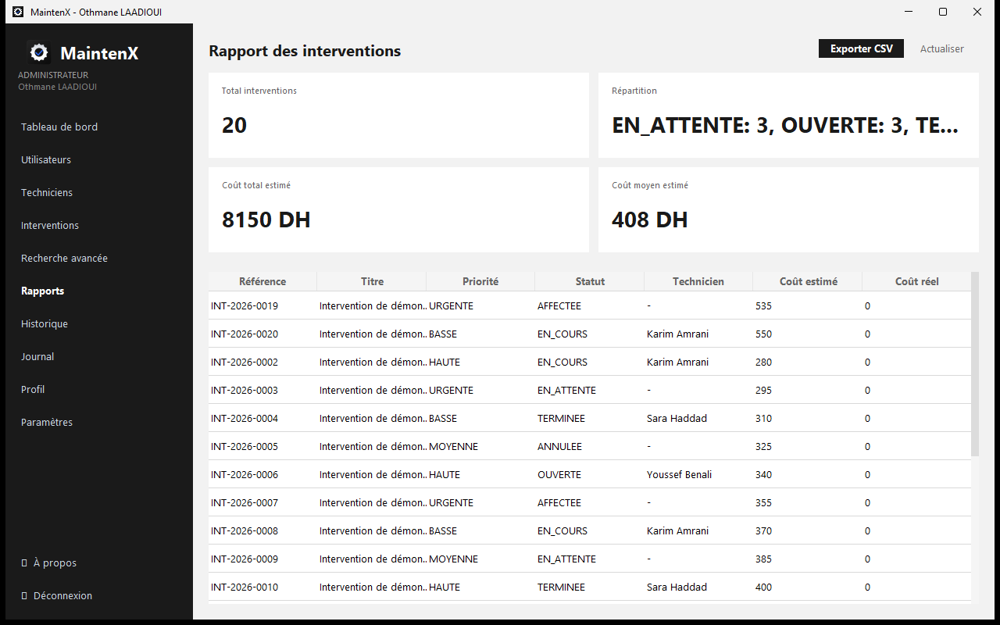 MaintenX - Othmane LAADIOUI
MaintenX
ADMINISTRATEUR
Othmane LAADIOUI
Tableau de bord
Utilisateurs
Techniciens
Interventions
Recherche avancée
Rapports
Historique
Journal
Profil
Paramètres
À propos
Déconnexion
Rapport des interventions
Exporter CSV
Actualiser
Total interventions
20
Répartition
EN_ATTENTE: 3, OUVERTE: 3, TE...
Coût total estimé
8150 DH
Coût moyen estimé
408 DH
Référence Titre Priorité Statut Technicien Coût estimé Coût réel
INT-2026-0019 Intervention de démon... URGENTE AFFECTEE - 535 0
INT-2026-0020 Intervention de démon... BASSE EN_COURS Karim Amrani 550 0
INT-2026-0002 Intervention de démon... HAUTE EN_COURS Karim Amrani 280 0
INT-2026-0003 Intervention de démon... URGENTE EN_ATTENTE - 295 0
INT-2026-0004 Intervention de démon... BASSE TERMINEE Sara Haddad 310 0
INT-2026-0005 Intervention de démon... MOYENNE ANNULEE - 325 0
INT-2026-0006 Intervention de démon... HAUTE OUVERTE Youssef Benali 340 0
INT-2026-0007 Intervention de démon... URGENTE AFFECTEE - 355 0
INT-2026-0008 Intervention de démon... BASSE EN_COURS Karim Amrani 370 0
INT-2026-0009 Intervention de démon... MOYENNE EN_ATTENTE - 385 0
INT-2026-0010 Intervention de démon... HAUTE TERMINEE Sara Haddad 400 0